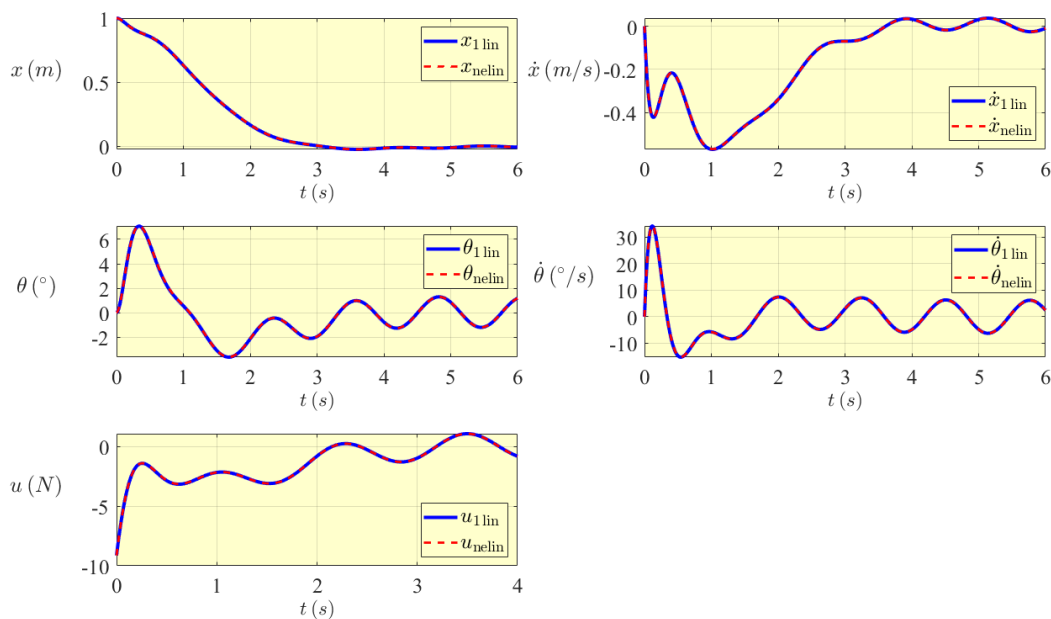 1
0.5
0
x (m)
x1 lin
xnelin
0 1 2 3 4 5 6
t (s)
0
-0.2
-0.4
ẋ (m/s)
ẋ1 lin
ẋnelin
0 1 2 3 4 5 6
t (s)
6
4
2
0
-2
θ (°)
θ1 lin
θnelin
0 1 2 3 4 5 6
t (s)
30
20
10
0
-10
θ̇ (°/s)
θ̇1 lin
θ̇nelin
0 1 2 3 4 5 6
t (s)
0
-5
-10
u (N)
u1 lin
unelin
0 1 2 3 4
t (s)